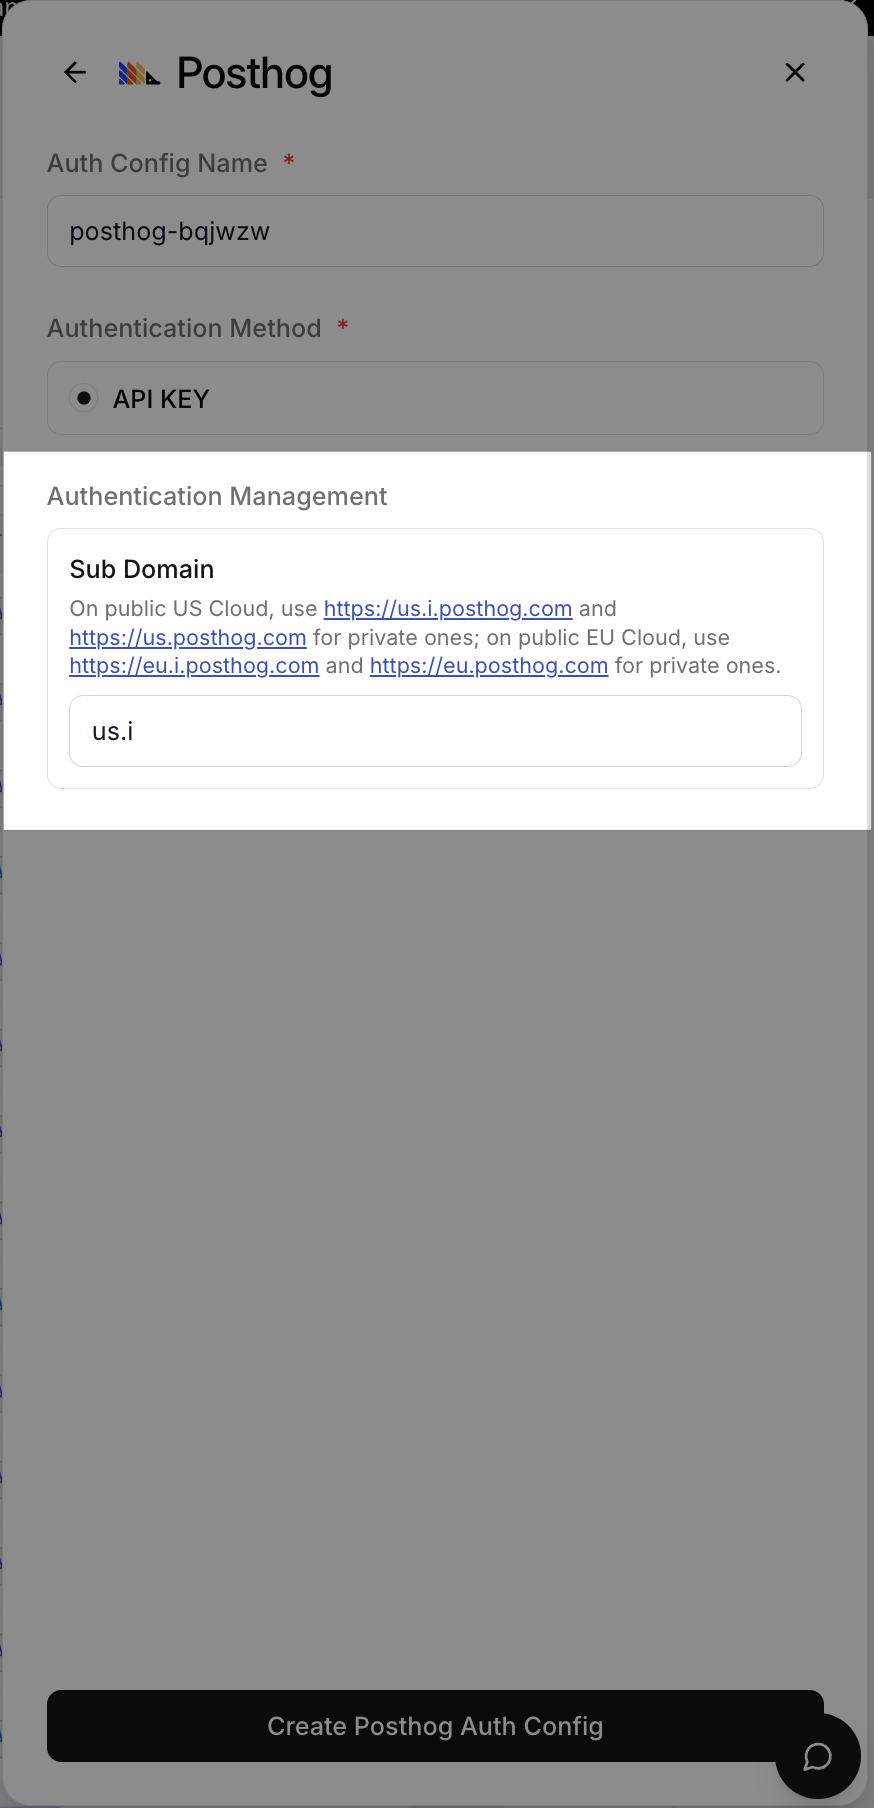 Posthog
Auth Config Name *
posthog-bqjwzw
Authentication Method *
API KEY
Authentication Management
Sub Domain
On public US Cloud, use https://us.i.posthog.com and
https://us.posthog.com for private ones; on public EU Cloud, use
https://eu.i.posthog.com and https://eu.posthog.com for private ones.
us.i
Create Posthog Auth Config